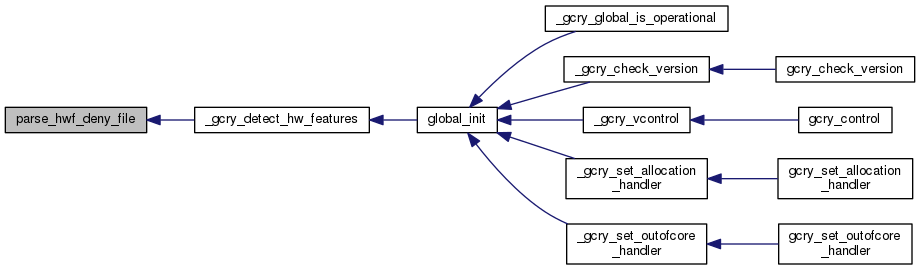 parse_hwf_deny_file
_gcry_detect_hw_features
global_init
_gcry_global_is_operational
_gcry_check_version
gcry_check_version
_gcry_vcontrol
gcry_control
_gcry_set_allocation
_handler
gcry_set_allocation
_handler
_gcry_set_outofcore
_handler
gcry_set_outofcore
_handler